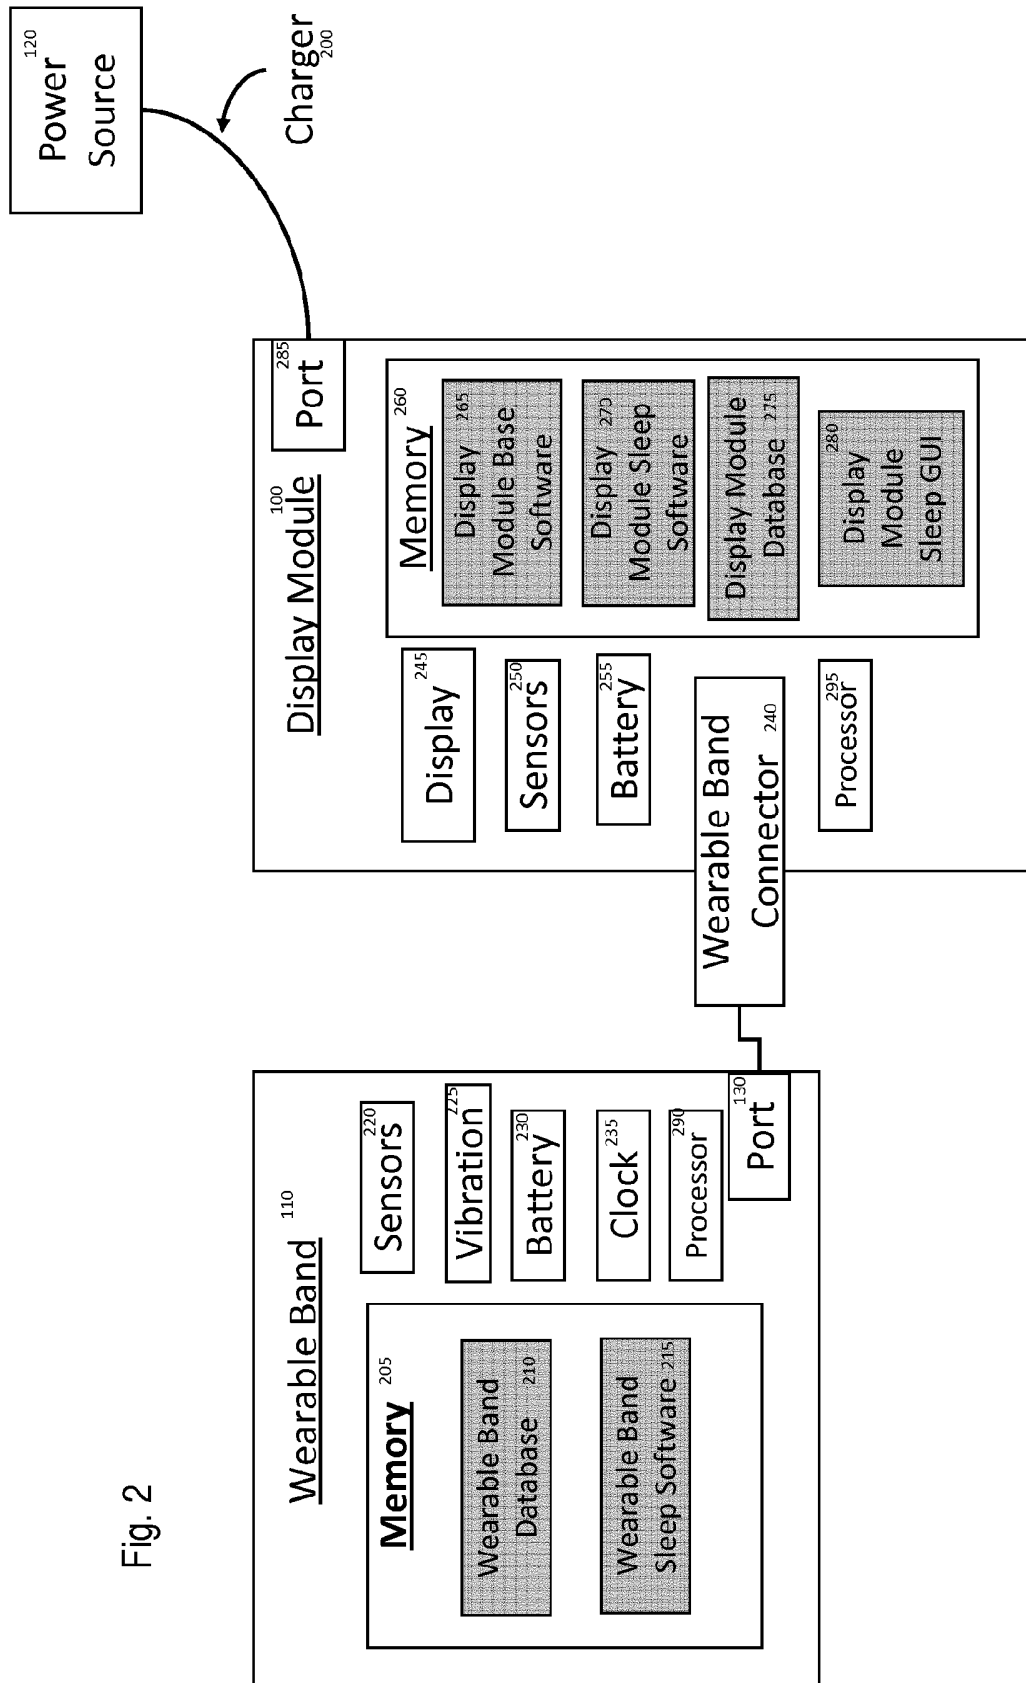 Fig. 2
Wearable Band 110
Memory 205
Wearable Band
Database 210
Wearable Band
Sleep Software 215
Sensors 220
Vibration 225
Battery 230
Clock 235
Processor 290
Port 130
Display Module 100
Port 285
Display 245
Sensors 250
Battery 255
Wearable Band
Connector 240
Processor 295
Memory 260
Display 265
Module Base
Software
Display 270
Module Sleep
Software
Display Module
Database 275
Display 280
Module
Sleep GUI
Power 120
Source
Charger
200